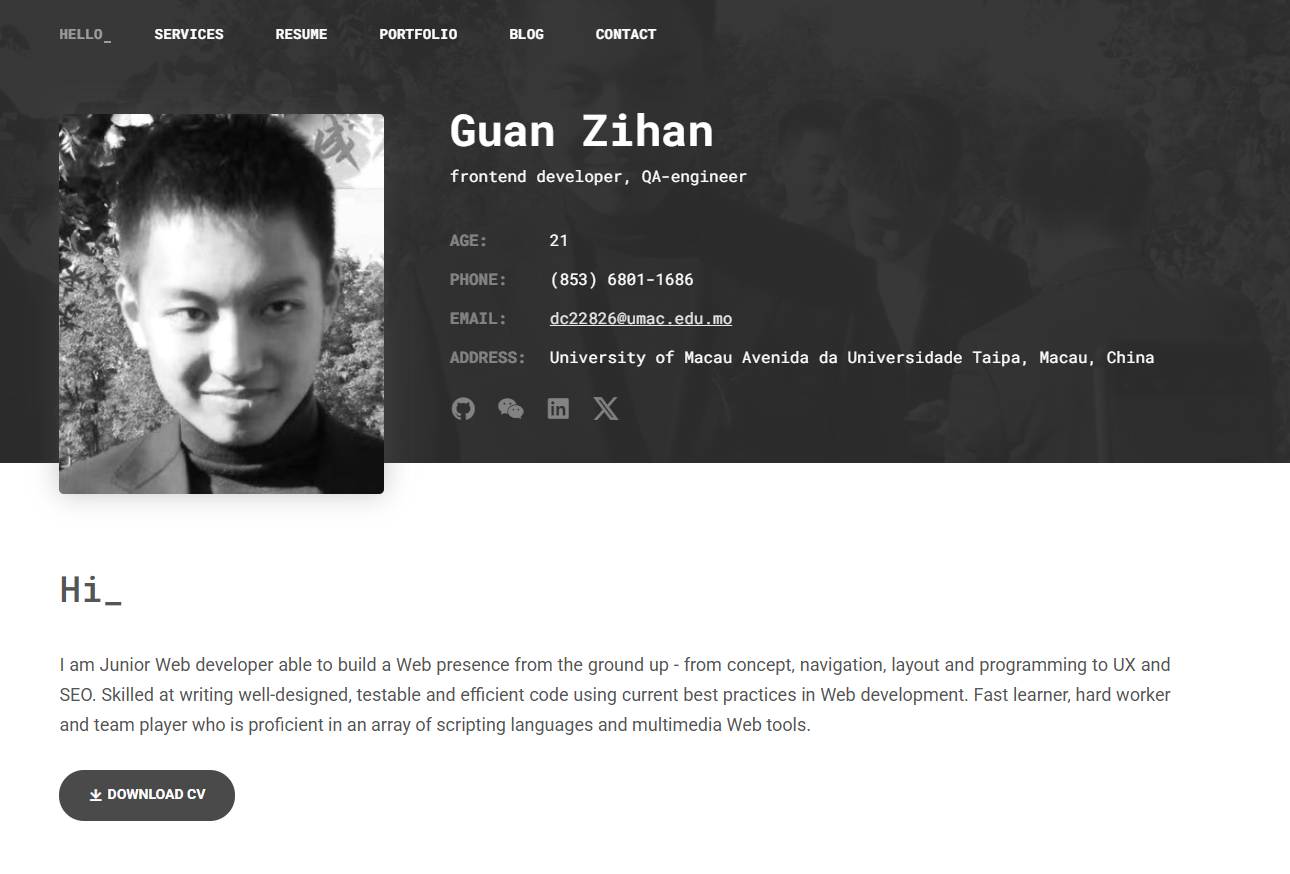 HELLO_ SERVICES RESUME PORTFOLIO BLOG CONTACT
成
Guan Zihan
frontend developer, QA-engineer
AGE: 21
PHONE: (853) 6801-1686
EMAIL: dc22826@umac.edu.mo
ADDRESS: University of Macau Avenida da Universidade Taipa, Macau, China
in
Hi_
I am Junior Web developer able to build a Web presence from the ground up - from concept, navigation, layout and programming to UX and
SEO. Skilled at writing well-designed, testable and efficient code using current best practices in Web development. Fast learner, hard worker
and team player who is proficient in an array of scripting languages and multimedia Web tools.
DOWNLOAD CV